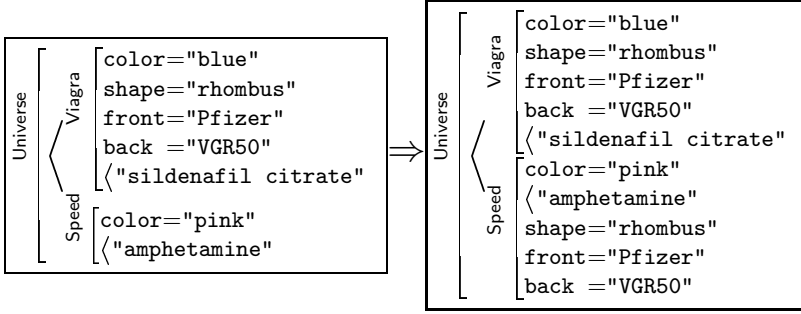 Universe
Viagra
color="blue"
shape="rhombus"
front="Pfizer"
back ="VGR50"
⟨"sildenafil citrate"
Speed
color="pink"
⟨"amphetamine"
⇒
Universe
Viagra
color="blue"
shape="rhombus"
front="Pfizer"
back ="VGR50"
⟨"sildenafil citrate"
Speed
color="pink"
⟨"amphetamine"
shape="rhombus"
front="Pfizer"
back ="VGR50"